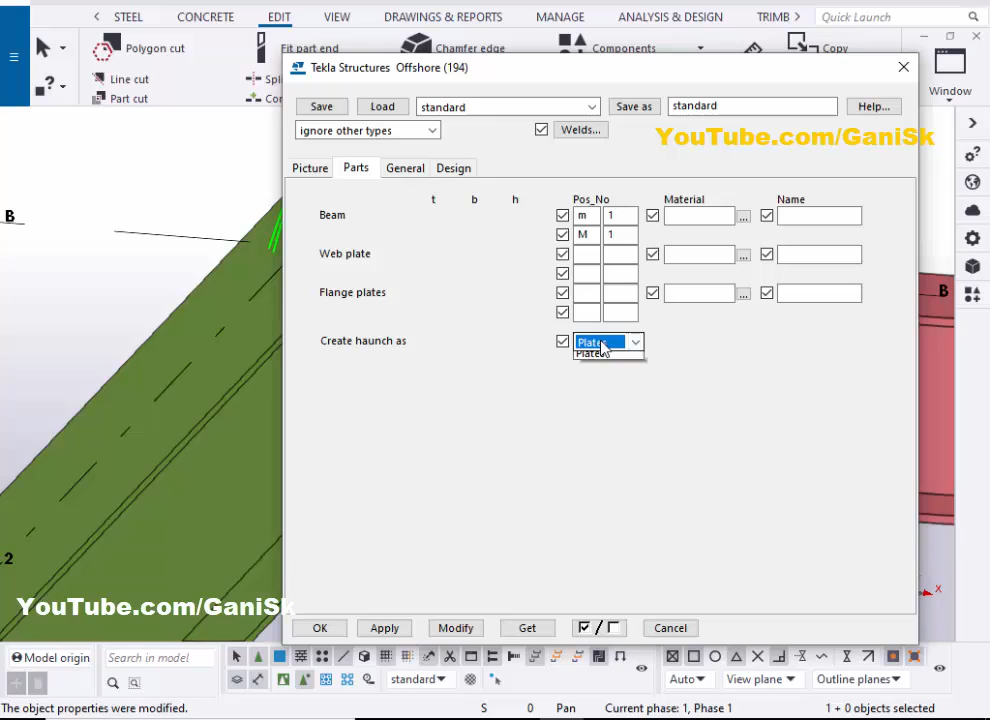 STEEL CONCRETE EDIT VIEW DRAWINGS & REPORTS MANAGE ANALYSIS & DESIGN TRIMB Quick Launch
Polygon cut Fit part end Chamfer edge Components Copy
Line cut
Part cut
Window
Tekla Structures Offshore (194)
Save Load standard Save as standard Help...
ignore other types Welds...
YouTube.com/GaniSk
Picture Parts General Design
t b h Pos_No Material Name
Beam m 1 ...
M 1
Web plate ...
Flange plates ...
Create haunch as Plates
Plates
B
B
2
YouTube.com/GaniSk
x
OK Apply Modify Get / Cancel
Model origin Search in model
standard Auto View plane Outline planes
The object properties were modified. S 0 Pan Current phase: 1, Phase 1 1 + 0 objects selected